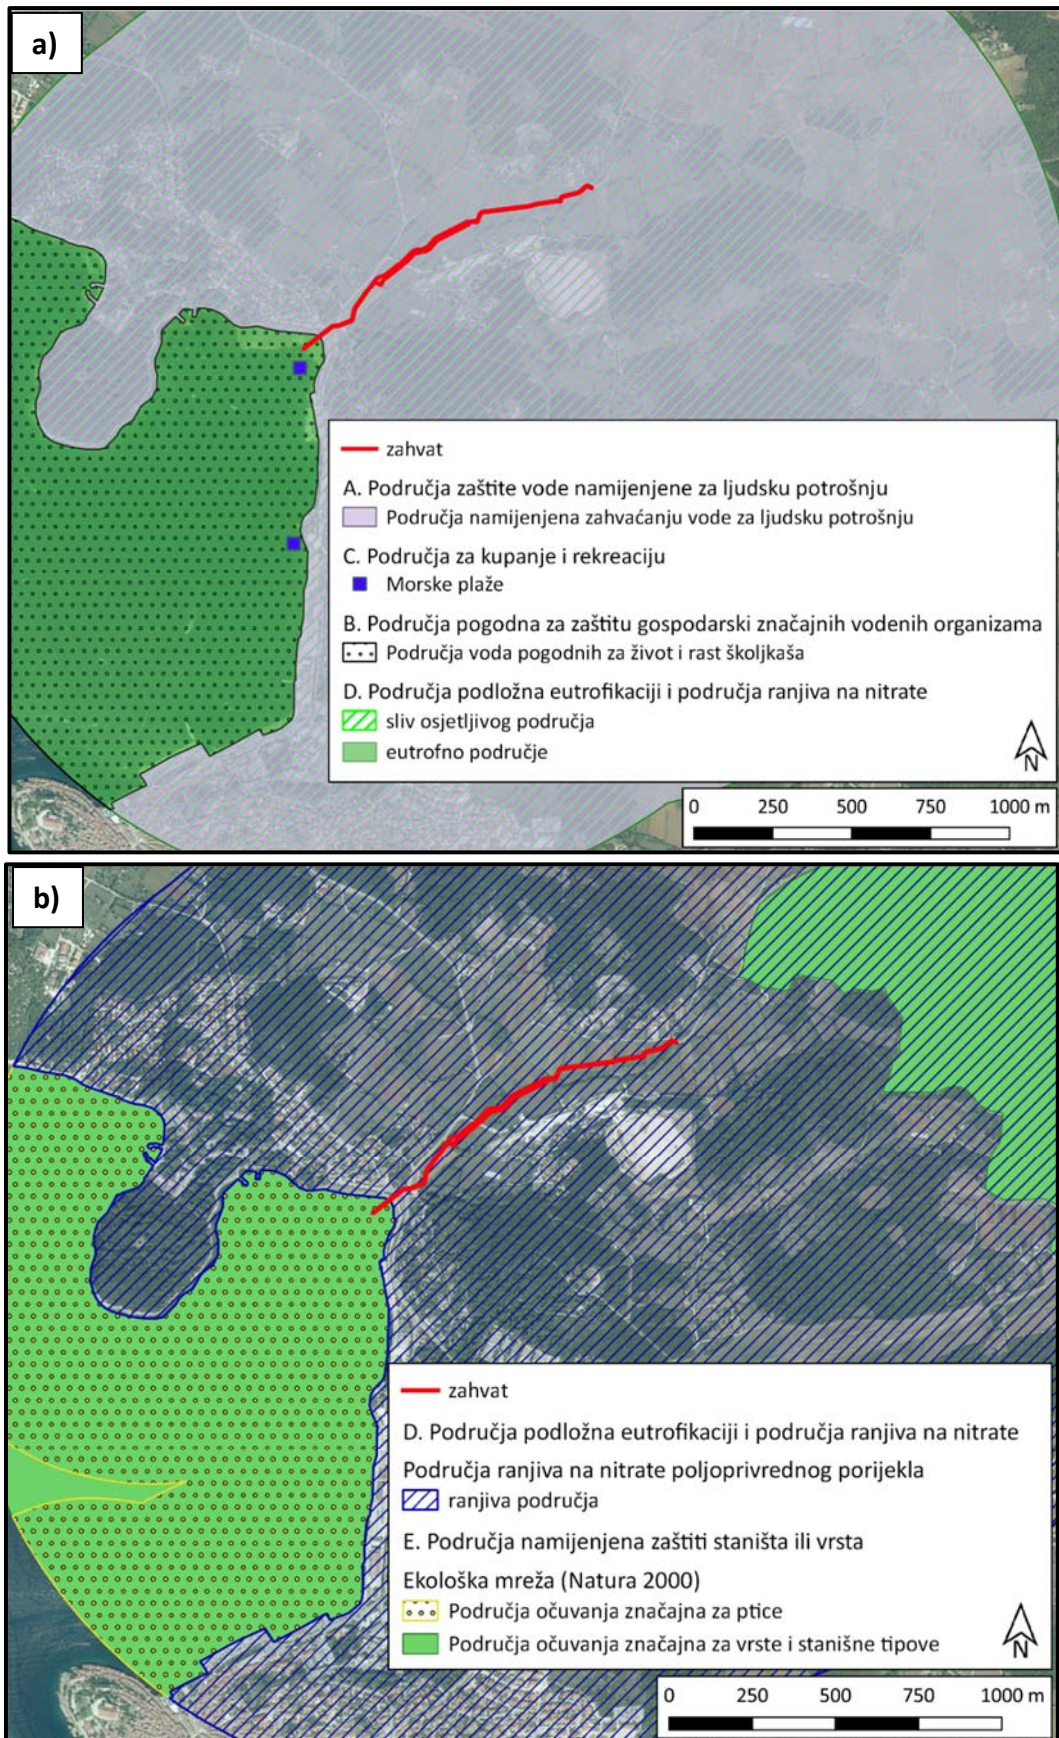 a)
zahvat
A. Područja zaštite vode namijenjene za ljudsku potrošnju
Područja namijenjena zahvaćanju vode za ljudsku potrošnju
C. Područja za kupanje i rekreaciju
Morske plaže
B. Područja pogodna za zaštitu gospodarski značajnih vodenih organizama
Područja voda pogodnih za život i rast školjkaša
D. Područja podložna eutrofikaciji i područja ranjiva na nitrate
sliv osjetljivog područja
eutrofno područje
N
0 250 500 750 1000 m
b)
zahvat
D. Područja podložna eutrofikaciji i područja ranjiva na nitrate
Područja ranjiva na nitrate poljoprivrednog porijekla
ranjiva područja
E. Područja namijenjena zaštiti staništa ili vrsta
Ekološka mreža (Natura 2000)
Područja očuvanja značajna za ptice
Područja očuvanja značajna za vrste i stanišne tipove
N
0 250 500 750 1000 m